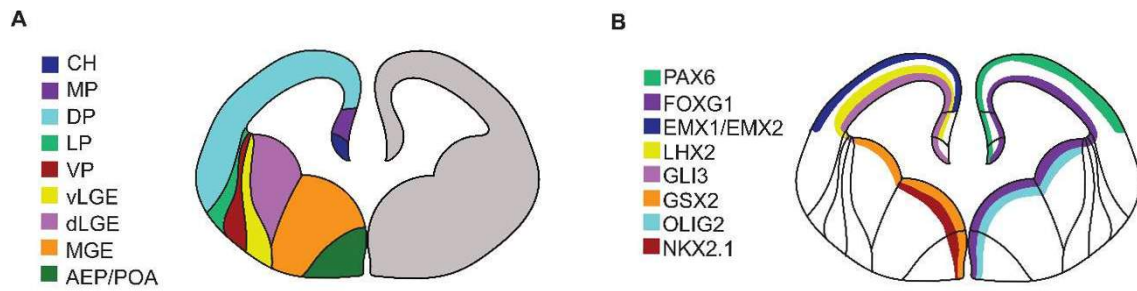 A
CH
MP
DP
LP
VP
vLGE
dLGE
MGE
AEP/POA
B
PAX6
FOXG1
EMX1/EMX2
LHX2
GLI3
GSX2
OLIG2
NKX2.1